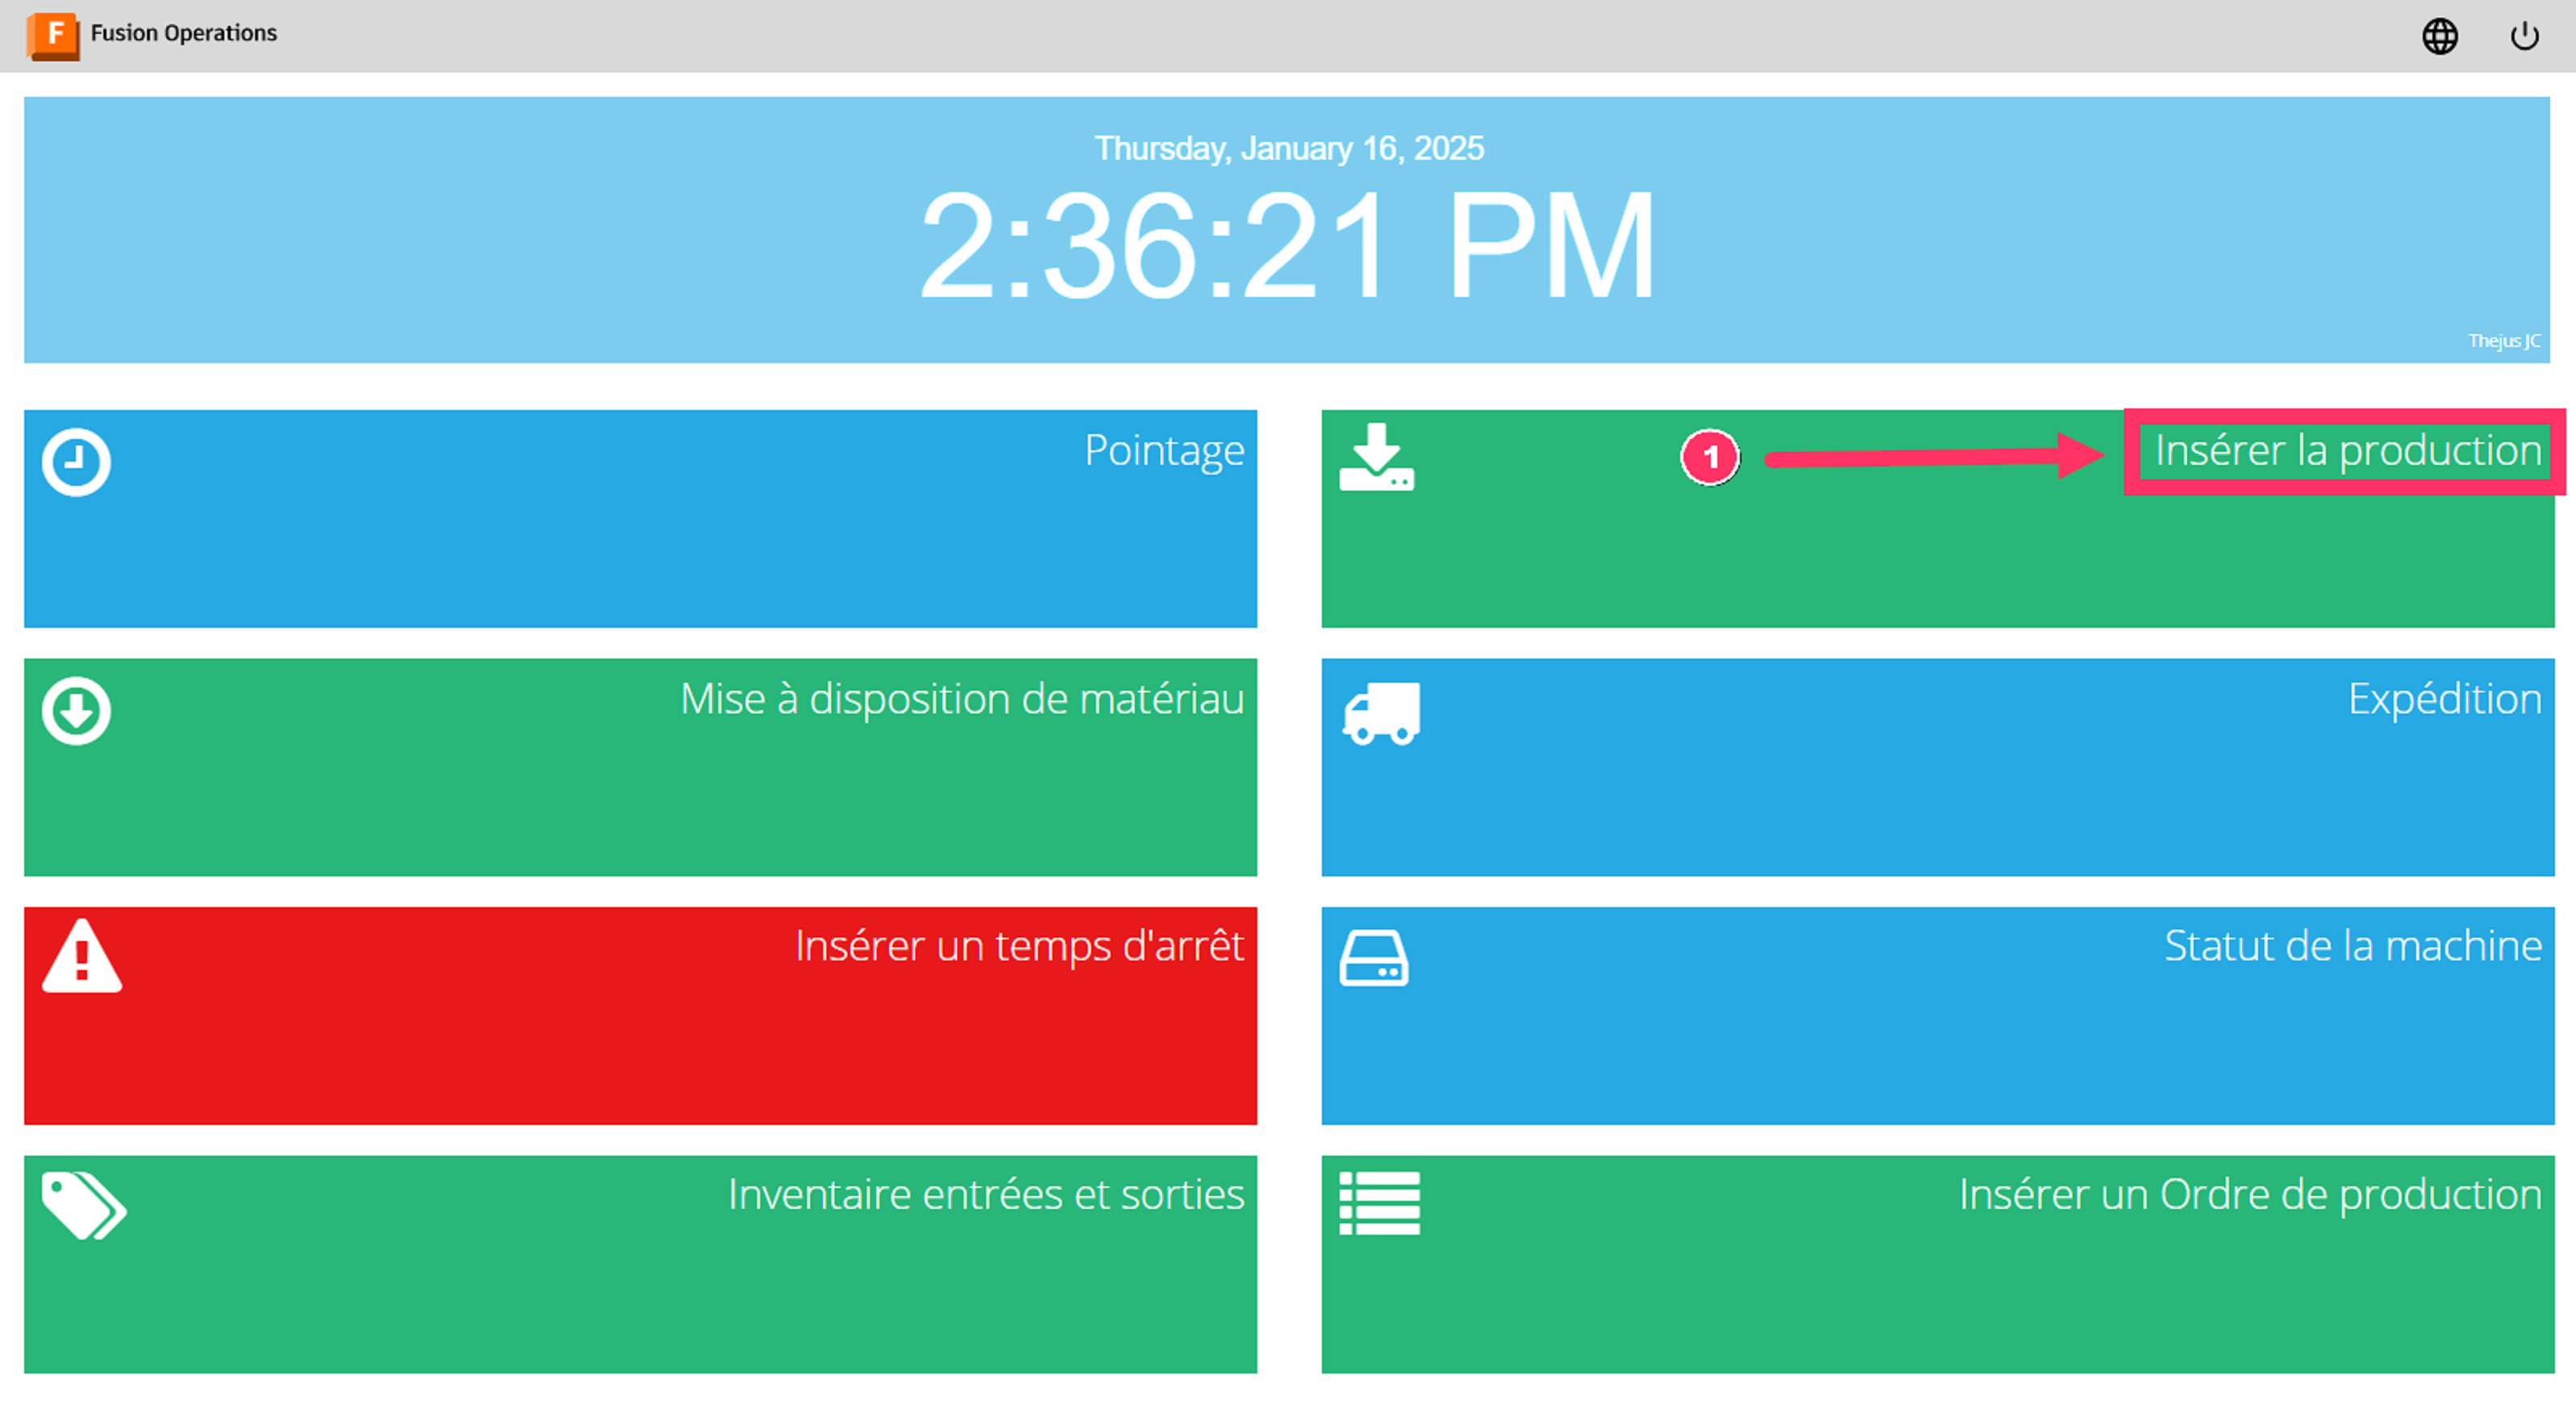 F Fusion Operations
Thursday, January 16, 2025
2:36:21 PM
Thejus JC
Pointage
1 Insérer la production
Mise à disposition de matériau
Expédition
Insérer un temps d'arrêt
Statut de la machine
Inventaire entrées et sorties
Insérer un Ordre de production